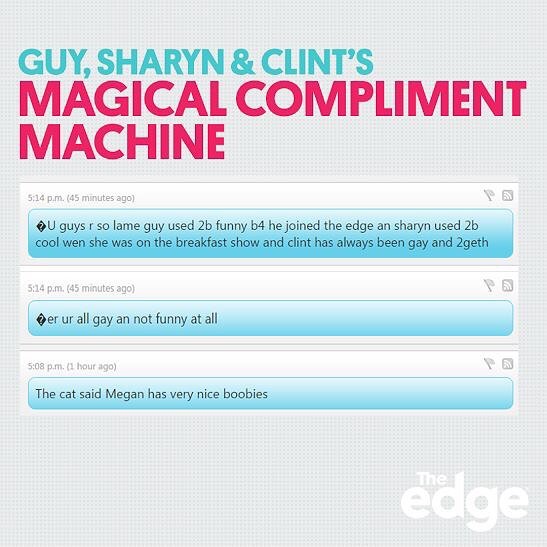 GUY, SHARYN & CLINT'S
MAGICAL COMPLIMENT
MACHINE
5:14 p.m. (45 minutes ago)
�U guys r so lame guy used 2b funny b4 he joined the edge an sharyn used 2b
cool wen she was on the breakfast show and clint has always been gay and 2geth
5:14 p.m. (45 minutes ago)
�er ur all gay an not funny at all
5:08 p.m. (1 hour ago)
The cat said Megan has very nice boobies
The
edge